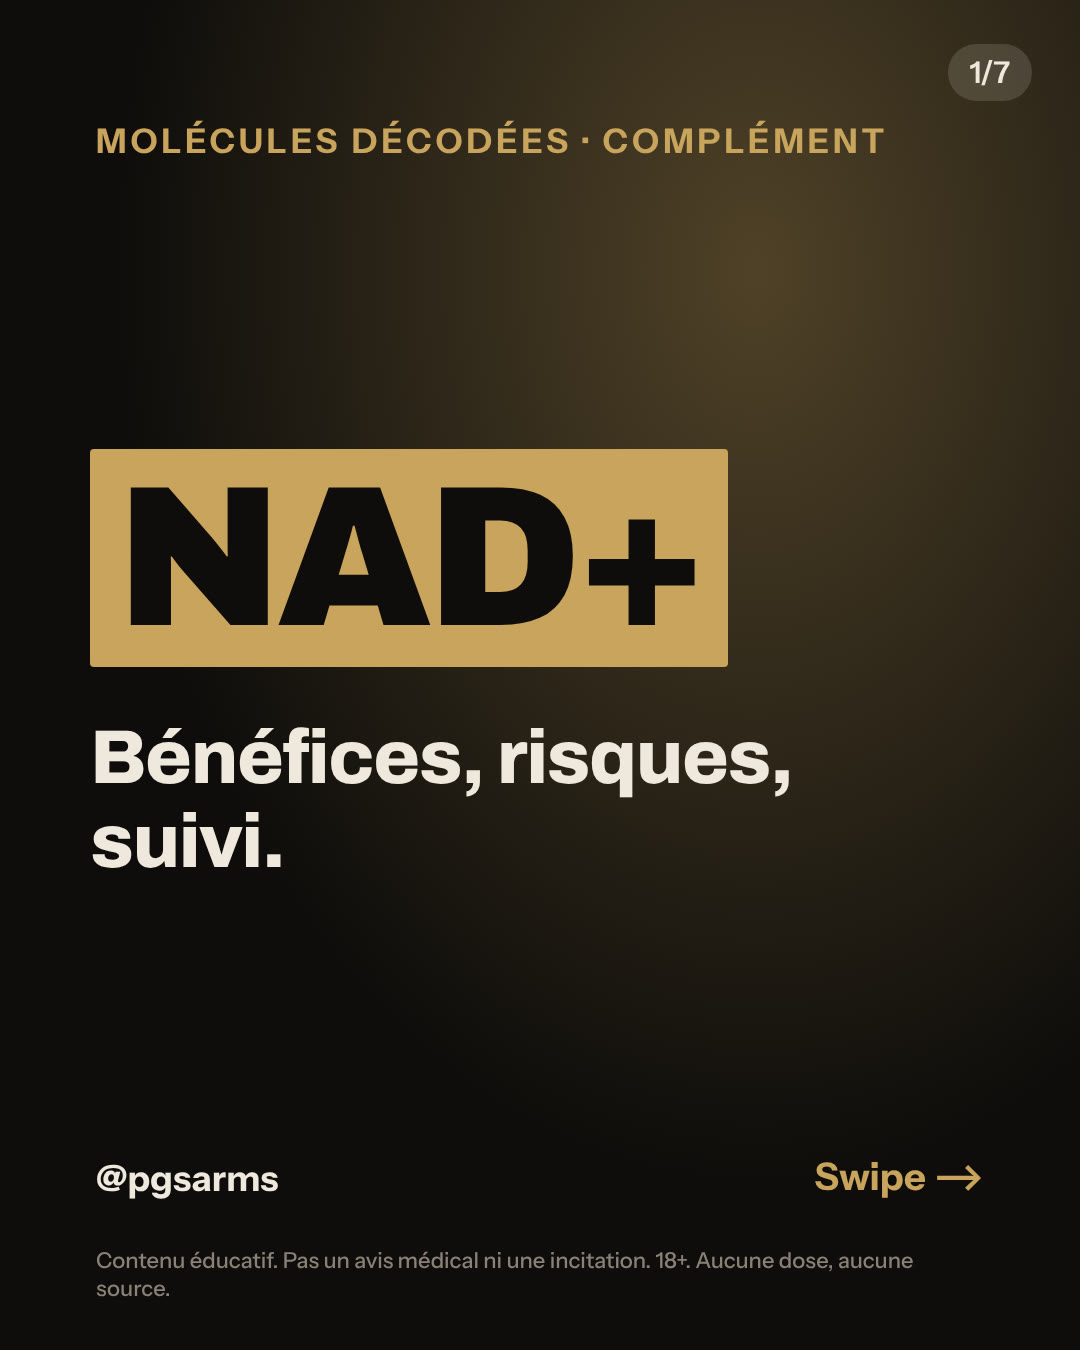 1/7
MOLÉCULES DÉCODÉES · COMPLÉMENT
NAD+
Bénéfices, risques,
suivi.
@pgsarms
Swipe →
Contenu éducatif. Pas un avis médical ni une incitation. 18+. Aucune dose, aucune
source.